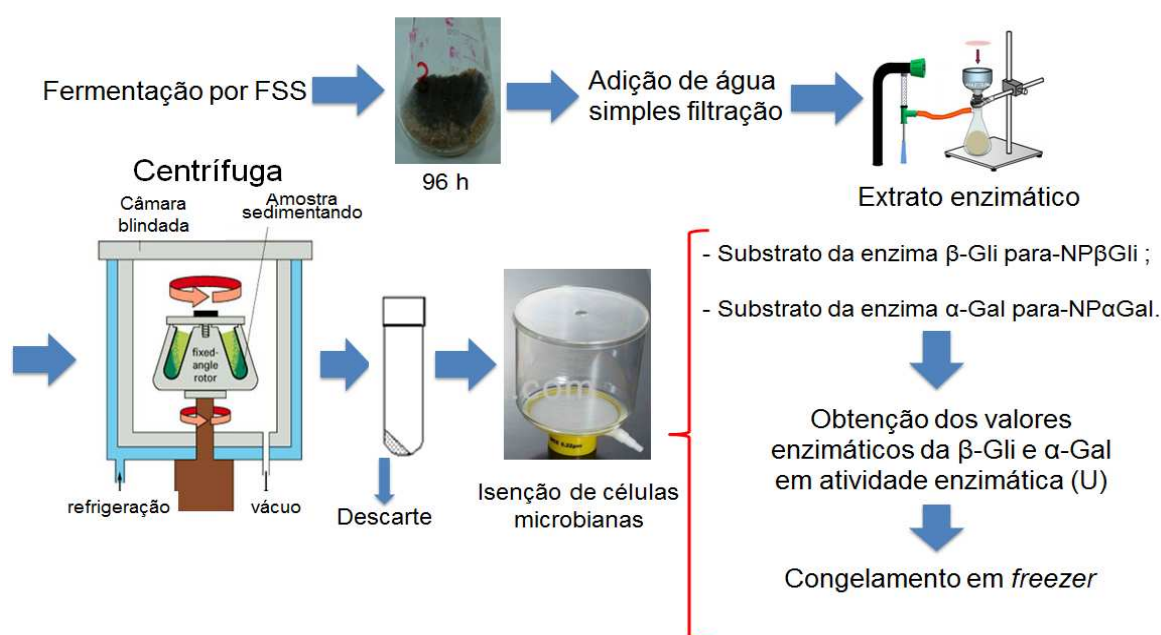 Fermentação por FSS
96 h
Adição de água
simples filtração
Extrato enzimático
Centrífuga
Câmara
blindada
Amostra
sedimentando
fixed-
angle
rotor
refrigeração
vácuo
Descarte
Isenção de células
microbianas
- Substrato da enzima β-Gli para-NPβGli ;
- Substrato da enzima α-Gal para-NPαGal.
Obtenção dos valores
enzimáticos da β-Gli e α-Gal
em atividade enzimática (U)
Congelamento em freezer